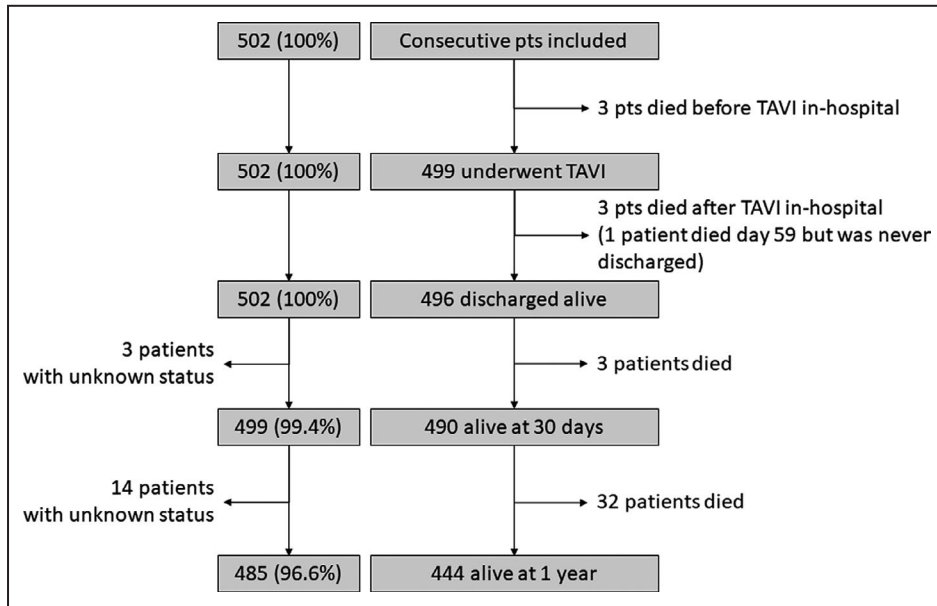 502 (100%)
Consecutive pts included
3 pts died before TAVI in-hospital
502 (100%)
499 underwent TAVI
3 pts died after TAVI in-hospital
(1 patient died day 59 but was never
discharged)
502 (100%)
496 discharged alive
3 patients
with unknown status
3 patients died
499 (99.4%)
490 alive at 30 days
14 patients
with unknown status
32 patients died
485 (96.6%)
444 alive at 1 year